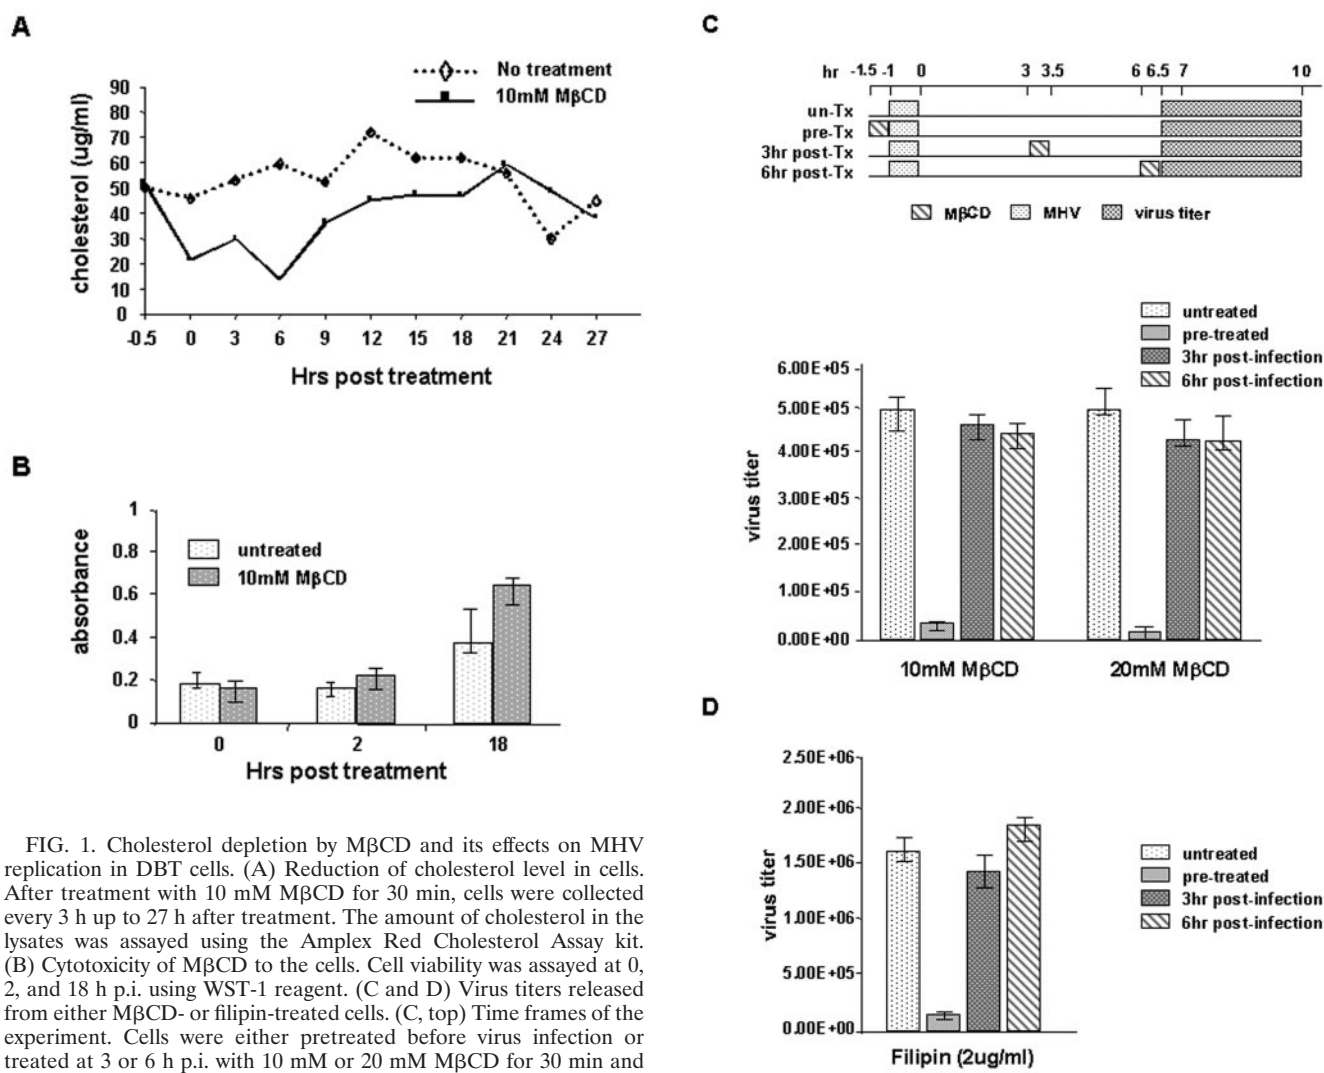 A
No treatment
10mM MβCD
90
80
70
60
50
40
30
20
10
0
cholesterol (ug/ml)
-0.5 0 3 6 9 12 15 18 21 24 27
Hrs post treatment
B
1
0.8
0.6
0.4
0.2
0
absorbance
untreated
10mM MβCD
0 2 18
Hrs post treatment
FIG. 1. Cholesterol depletion by MβCD and its effects on MHV
replication in DBT cells. (A) Reduction of cholesterol level in cells.
After treatment with 10 mM MβCD for 30 min, cells were collected
every 3 h up to 27 h after treatment. The amount of cholesterol in the
lysates was assayed using the Amplex Red Cholesterol Assay kit.
(B) Cytotoxicity of MβCD to the cells. Cell viability was assayed at 0,
2, and 18 h p.i. using WST-1 reagent. (C and D) Virus titers released
from either MβCD- or filipin-treated cells. (C, top) Time frames of the
experiment. Cells were either pretreated before virus infection or
treated at 3 or 6 h p.i. with 10 mM or 20 mM MβCD for 30 min and
C
hr -1.5 -1 0 3 3.5 6 6.5 7 10
un-Tx
pre-Tx
3hr post-Tx
6hr post-Tx
MβCD MHV virus titer
untreated
pre-treated
3hr post-infection
6hr post-infection
6.00E+05
5.00E+05
4.00E+05
3.00E+05
2.00E+05
1.00E+05
0.00E+00
virus titer
10mM MβCD 20mM MβCD
D
2.50E+06
2.00E+06
1.50E+06
1.00E+06
5.00E+05
0.00E+00
virus titer
untreated
pre-treated
3hr post-infection
6hr post-infection
Filipin (2ug/ml)